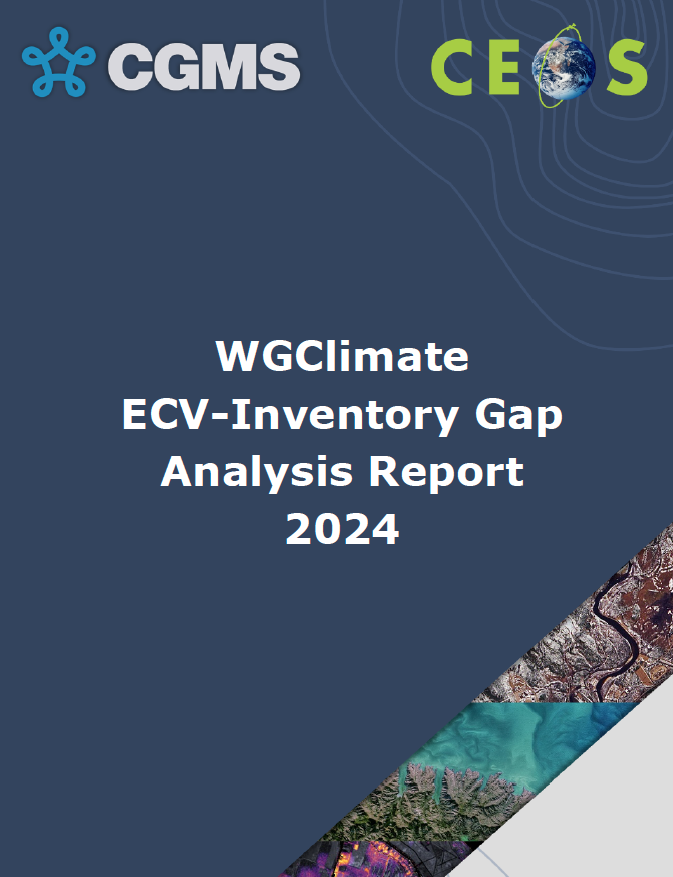 CGMS
CEOS
WGClimate
ECV-Inventory Gap
Analysis Report
2024